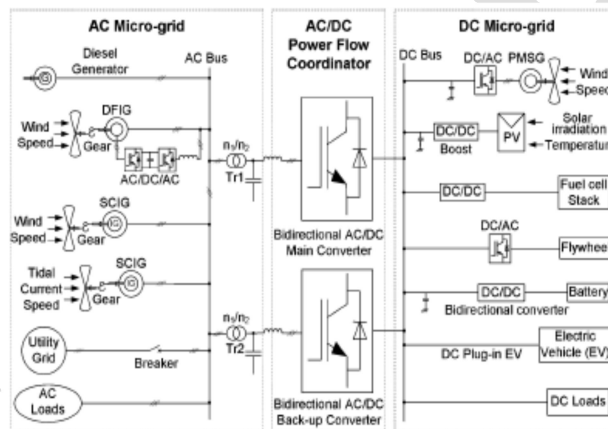 AC Micro-grid
Diesel
Generator
AC Bus
G
DFIG
Wind
Speed
Gear
AC/DC/AC
SCIG
Wind
Speed
IG
Gear
Tidal
Current
Speed
SCIG
IG
Gear
Utility
Grid
Breaker
AC
Loads
n₁/n₂
Tr1
n₁/n₂
Tr2
AC/DC
Power Flow
Coordinator
Bidirectional AC/DC
Main Converter
Bidirectional AC/DC
Back-up Converter
DC Micro-grid
DC Bus
DC/AC PMSG
Wind
Speed
DC/DC
Boost
PV
Solar
irradiation
Temperatur
DC/DC
Fuel cell
Stack
DC/AC
Flywhee
DC/DC
Battery
Bidirectional converter
DC Plug-in EV
Electric
Vehicle (EV)
DC Loads